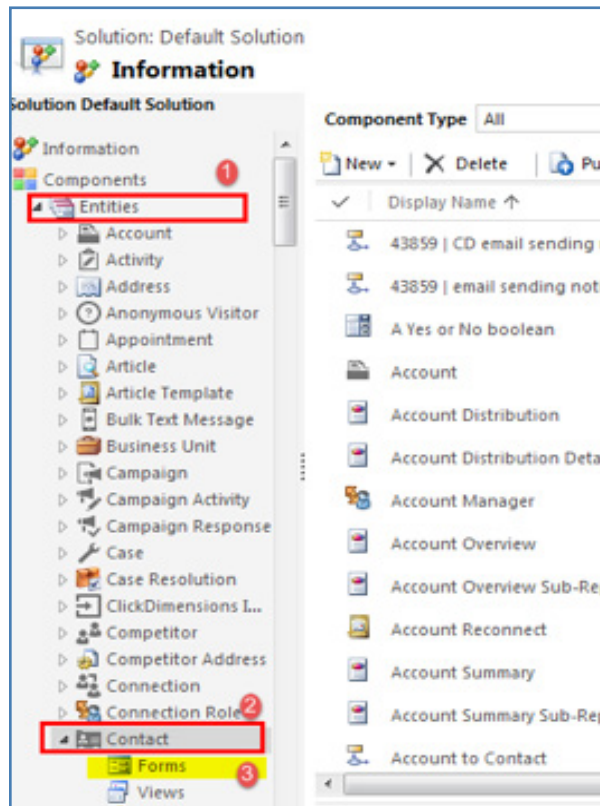 Solution: Default Solution
Information
Solution Default Solution
Information
Components
1
Entities
Account
Activity
Address
Anonymous Visitor
Appointment
Article
Article Template
Bulk Text Message
Business Unit
Campaign
Campaign Activity
Campaign Response
Case
Case Resolution
ClickDimensions I...
Competitor
Competitor Address
Connection
Connection Role
2
Contact
Forms
3
Views
Component Type All
New Delete Pu
Display Name
43859 | CD email sending
43859 | email sending not
A Yes or No boolean
Account
Account Distribution
Account Distribution Deta
Account Manager
Account Overview
Account Overview Sub-Re
Account Reconnect
Account Summary
Account Summary Sub-Re
Account to Contact